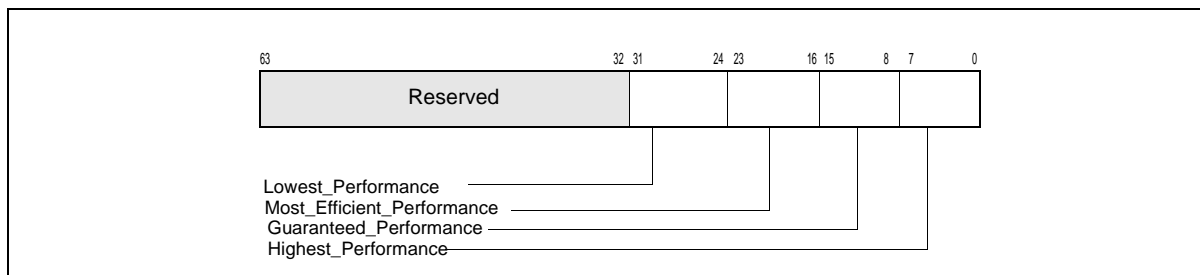 63 32 31 24 23 16 15 8 7 0
Reserved
Lowest_Performance
Most_Efficient_Performance
Guaranteed_Performance
Highest_Performance